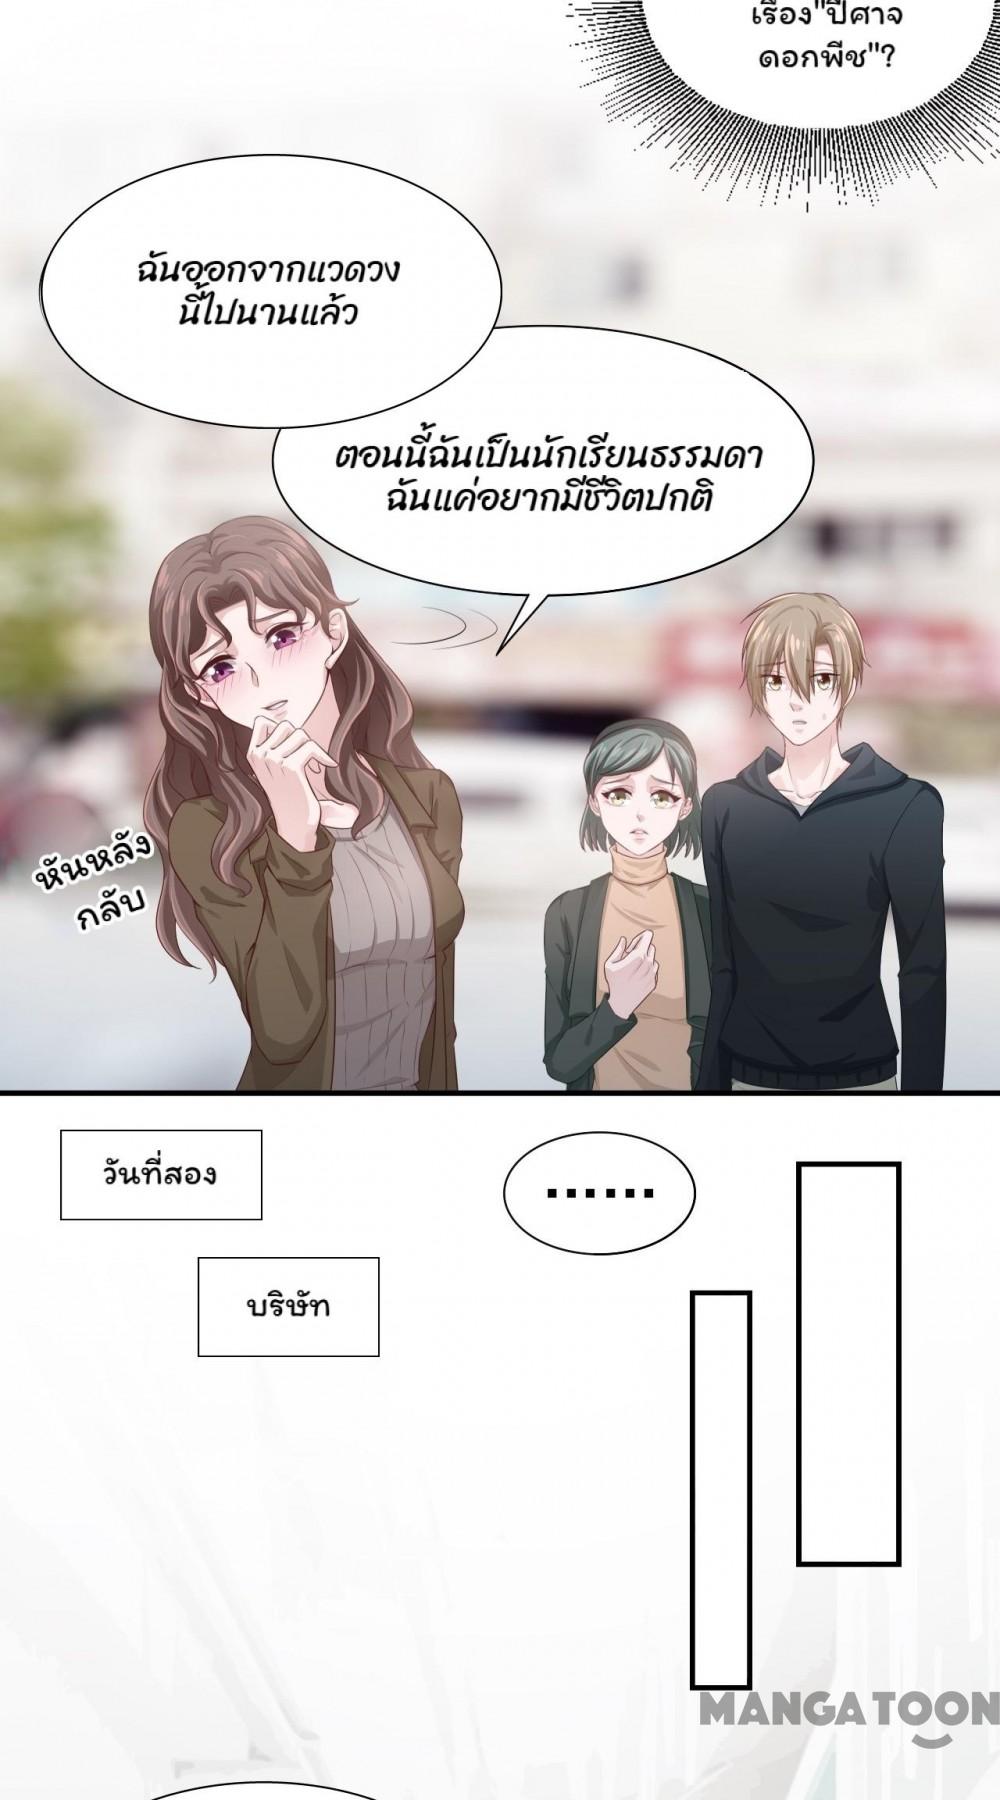 เรื่อง"ปีศาจ
ดอกพีช"?
ฉันออกจากแวดวง
นี้ไปนานแล้ว
ตอนนี้ฉันเป็นนักเรียนธรรมดา
ฉันแค่อยากมีชีวิตปกติ
หันหลัง
กลับ
วันที่สอง
......
บริษัท
MANGATOON